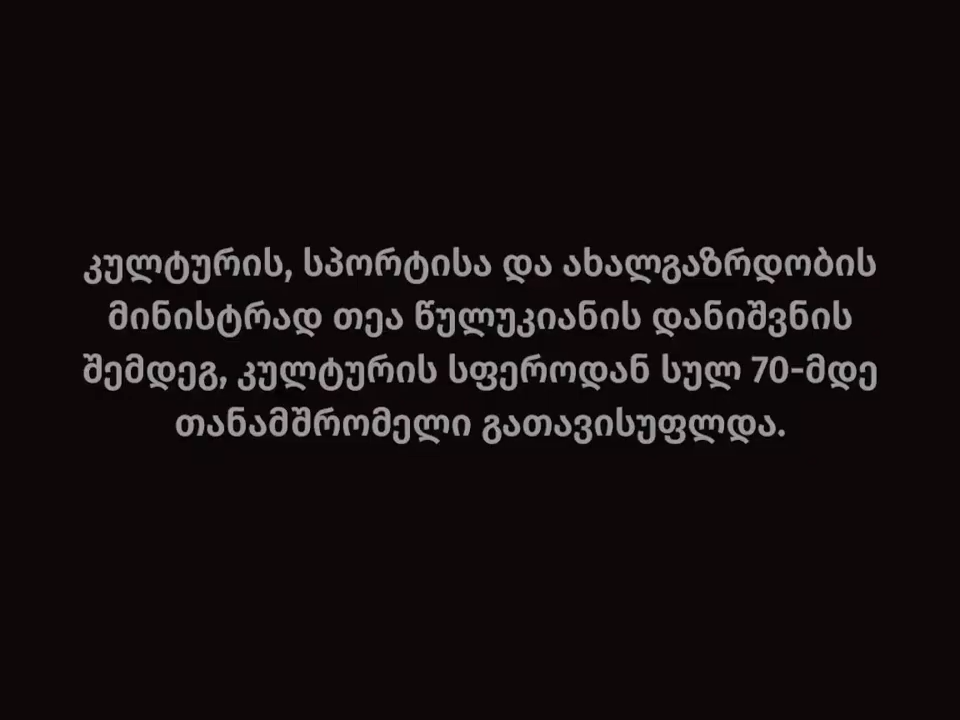 კულტურის, სპორტისა და ახალგაზრდობის
მინისტრად თეა წულუკიანის დანიშვნის
შემდეგ, კულტურის სფეროდან სულ 70-მდე
თანამშრომელი გათავისუფლდა.